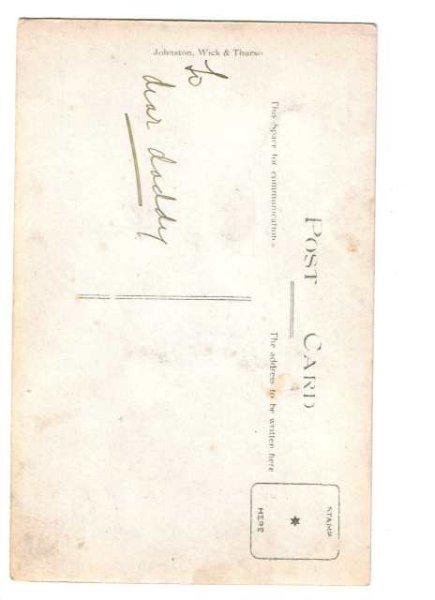 Johnston, Wick & Thurso
POST CARD
This Space for communication.
The address to be written here
STAMP
HERE
To
dear daddy